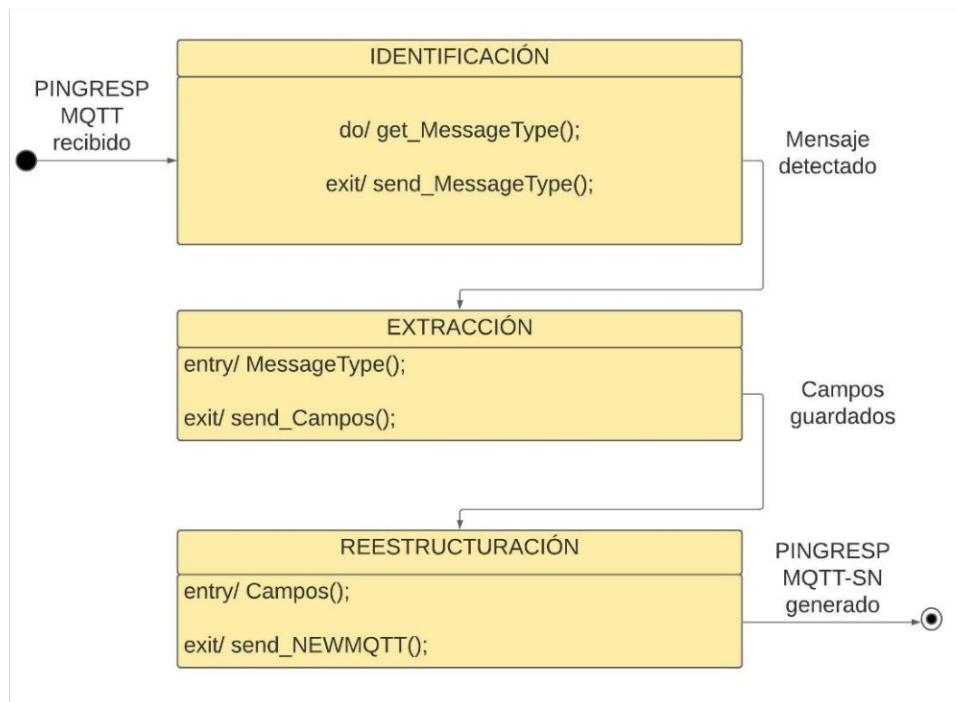 IDENTIFICACIÓN
PINGRESP
MQTT
recibido
do/ get_MessageType();
exit/ send_MessageType();
Mensaje
detectado
EXTRACCIÓN
entry/ MessageType();
exit/ send_Campos();
Campos
guardados
REESTRUCTURACIÓN
entry/ Campos();
exit/ send_NEWMQTT();
PINGRESP
MQTT-SN
generado